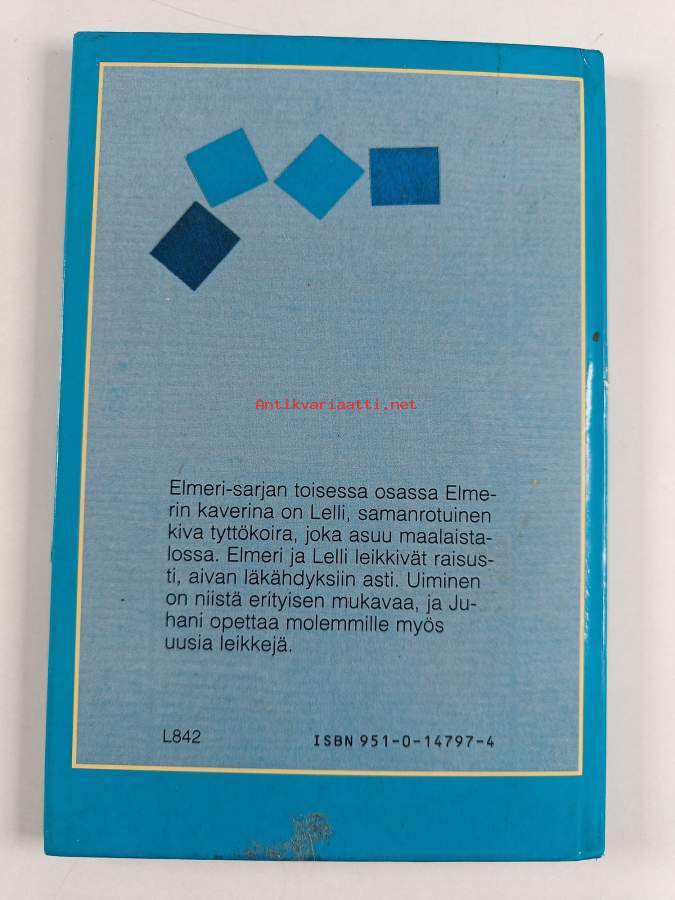 Antikvariaatti.net
Elmeri-sarjan toisessa osassa Elme-
rin kaverina on Lelli, samanrotuinen
kiva tyttökoira, joka asuu maalaista-
lossa. Elmeri ja Lelli leikkivät raisus-
ti, aivan läkähdyksiin asti. Uiminen
on niistä erityisen mukavaa, ja Ju-
hani opettaa molemmille myös
uusia leikkejä.
L842 ISBN 951-0-14797-4